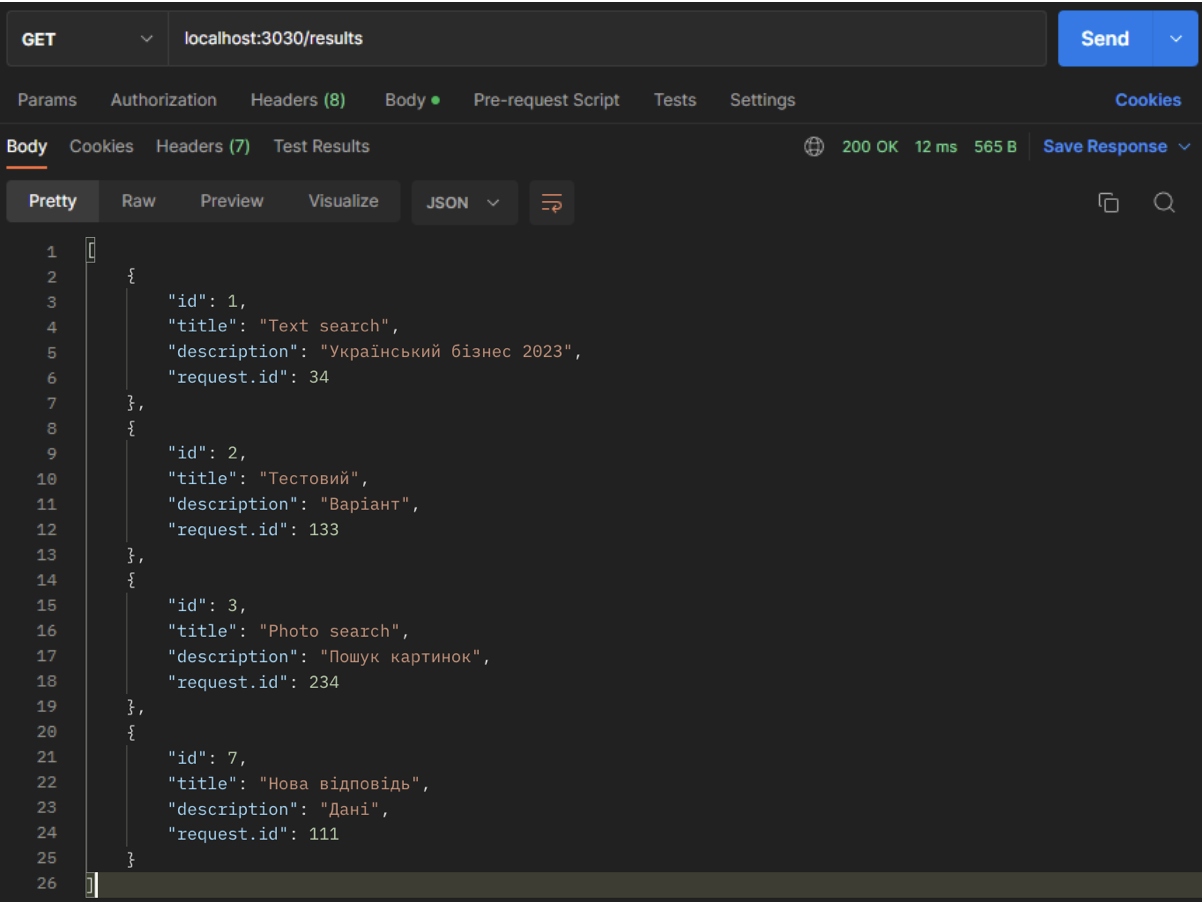 GET localhost:3030/results Send
Params Authorization Headers (8) Body Pre-request Script Tests Settings Cookies
Body Cookies Headers (7) Test Results 200 OK 12 ms 565 B Save Response
Pretty Raw Preview Visualize JSON
1 [
2 {
3 "id": 1,
4 "title": "Text search",
5 "description": "Український бізнес 2023",
6 "request.id": 34
7 },
8 {
9 "id": 2,
10 "title": "Тестовий",
11 "description": "Варіант",
12 "request.id": 133
13 },
14 {
15 "id": 3,
16 "title": "Photo search",
17 "description": "Пошук картинок",
18 "request.id": 234
19 },
20 {
21 "id": 7,
22 "title": "Нова відповідь",
23 "description": "Дані",
24 "request.id": 111
25 }
26 ]